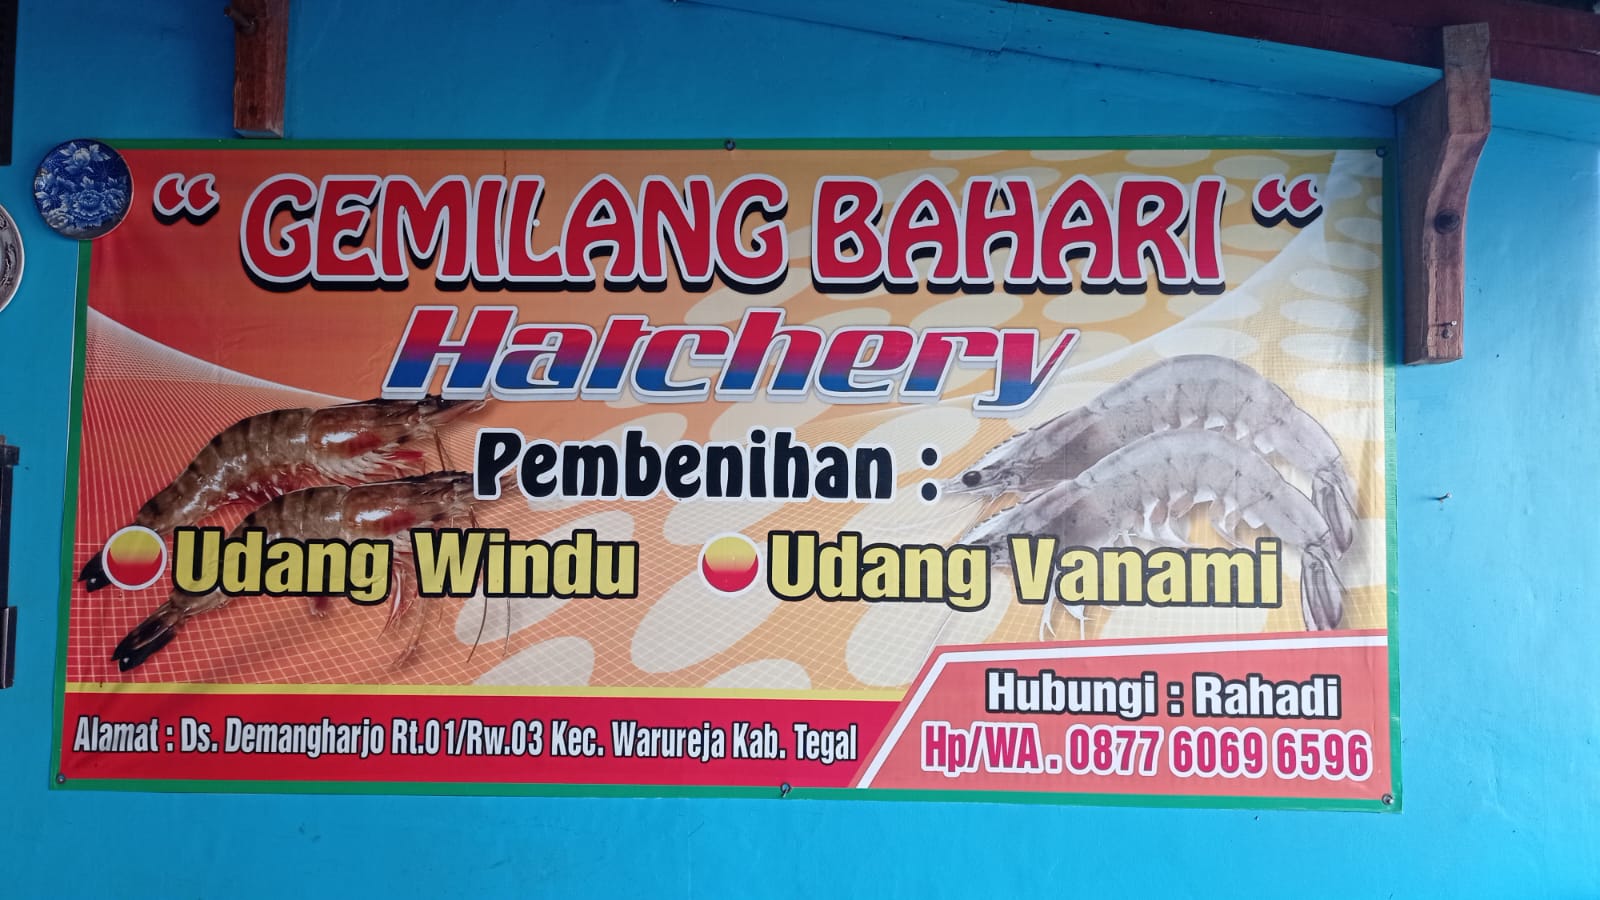 “ GEMILANG BAHARI “
Hatchery
Pembenihan :
Udang Windu Udang Vanami
Hubungi : Rahadi
Alamat : Ds. Demangharjo Rt.01/Rw.03 Kec. Warureja Kab. Tegal
Hp/WA . 0877 6069 6596